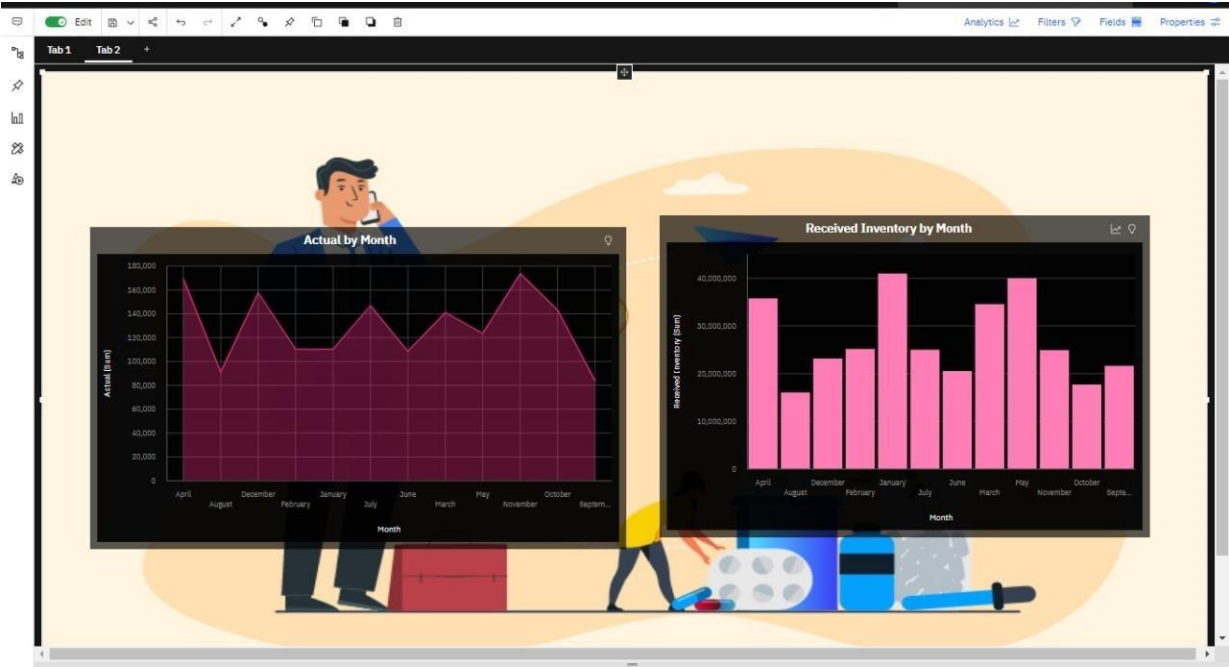 Edit
Analytics
Filters
Fields
Properties
Tab 1
Tab 2
+
Actual by Month
180,000
160,000
140,000
120,000
100,000
80,000
60,000
40,000
20,000
0
Actual (Sum)
April
August
December
February
January
July
June
March
May
November
October
Septem...
Month
Received Inventory by Month
40,000,000
30,000,000
20,000,000
10,000,000
0
Received Inventory (Sum)
April
August
December
February
January
July
June
March
May
November
October
Septe...
Month